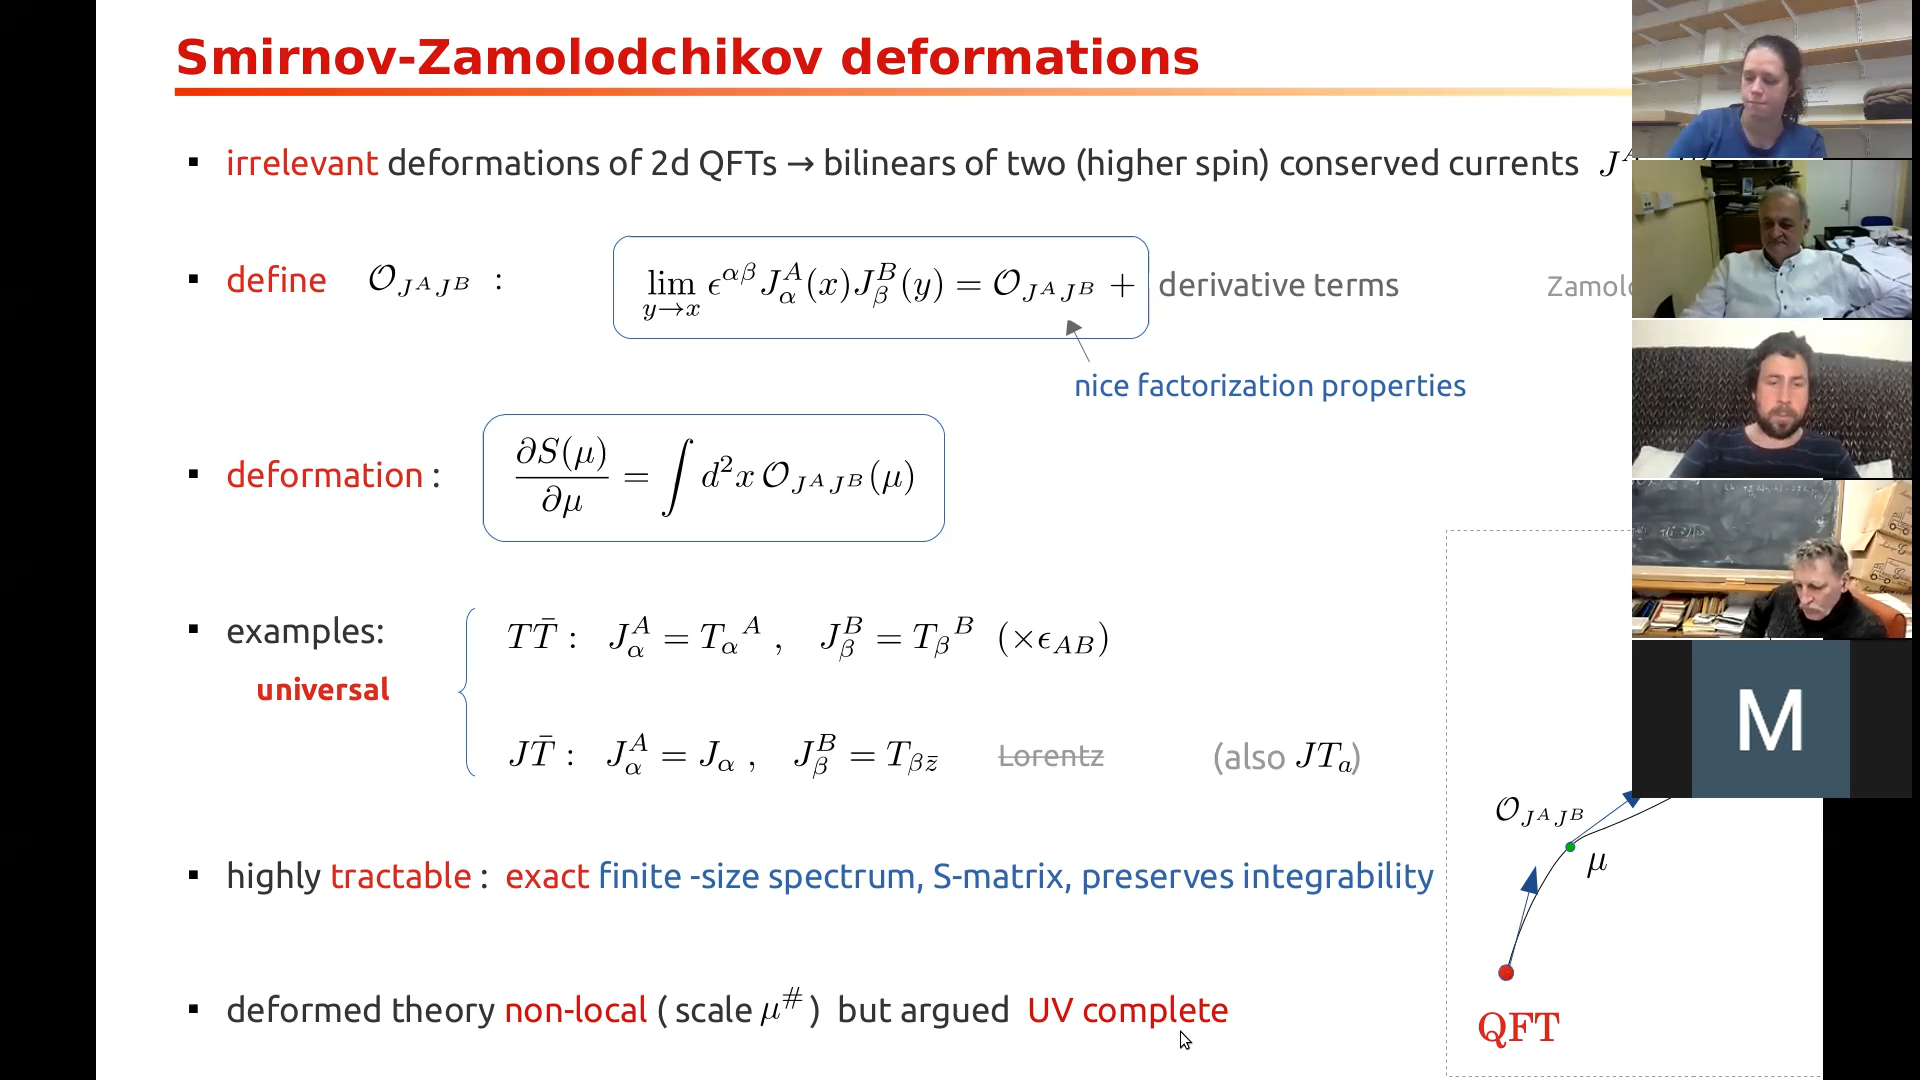 Smirnov-Zamolodchikov deformations
▪ irrelevant deformations of 2d QFTs → bilinears of two (higher spin) conserved currents J^A
▪ define 𝒪_{J^A J^B} : lim_{y→x} ϵ^{αβ} J^A_α(x) J^B_β(y) = 𝒪_{J^A J^B} + derivative terms
nice factorization properties
▪ deformation : ∂S(μ)/∂μ = ∫ d²x 𝒪_{J^A J^B}(μ)
▪ examples: TT̄ : J^A_α = T_α^A , J^B_β = T_β^B (×ϵ_{AB})
universal
JT̄ : J^A_α = J_α , J^B_β = T_{βz̄} Lorentz (also JT_a)
M
𝒪_{J^A J^B}
μ
▪ highly tractable : exact finite -size spectrum, S-matrix, preserves integrability
▪ deformed theory non-local ( scale μ^# ) but argued UV complete
QFT